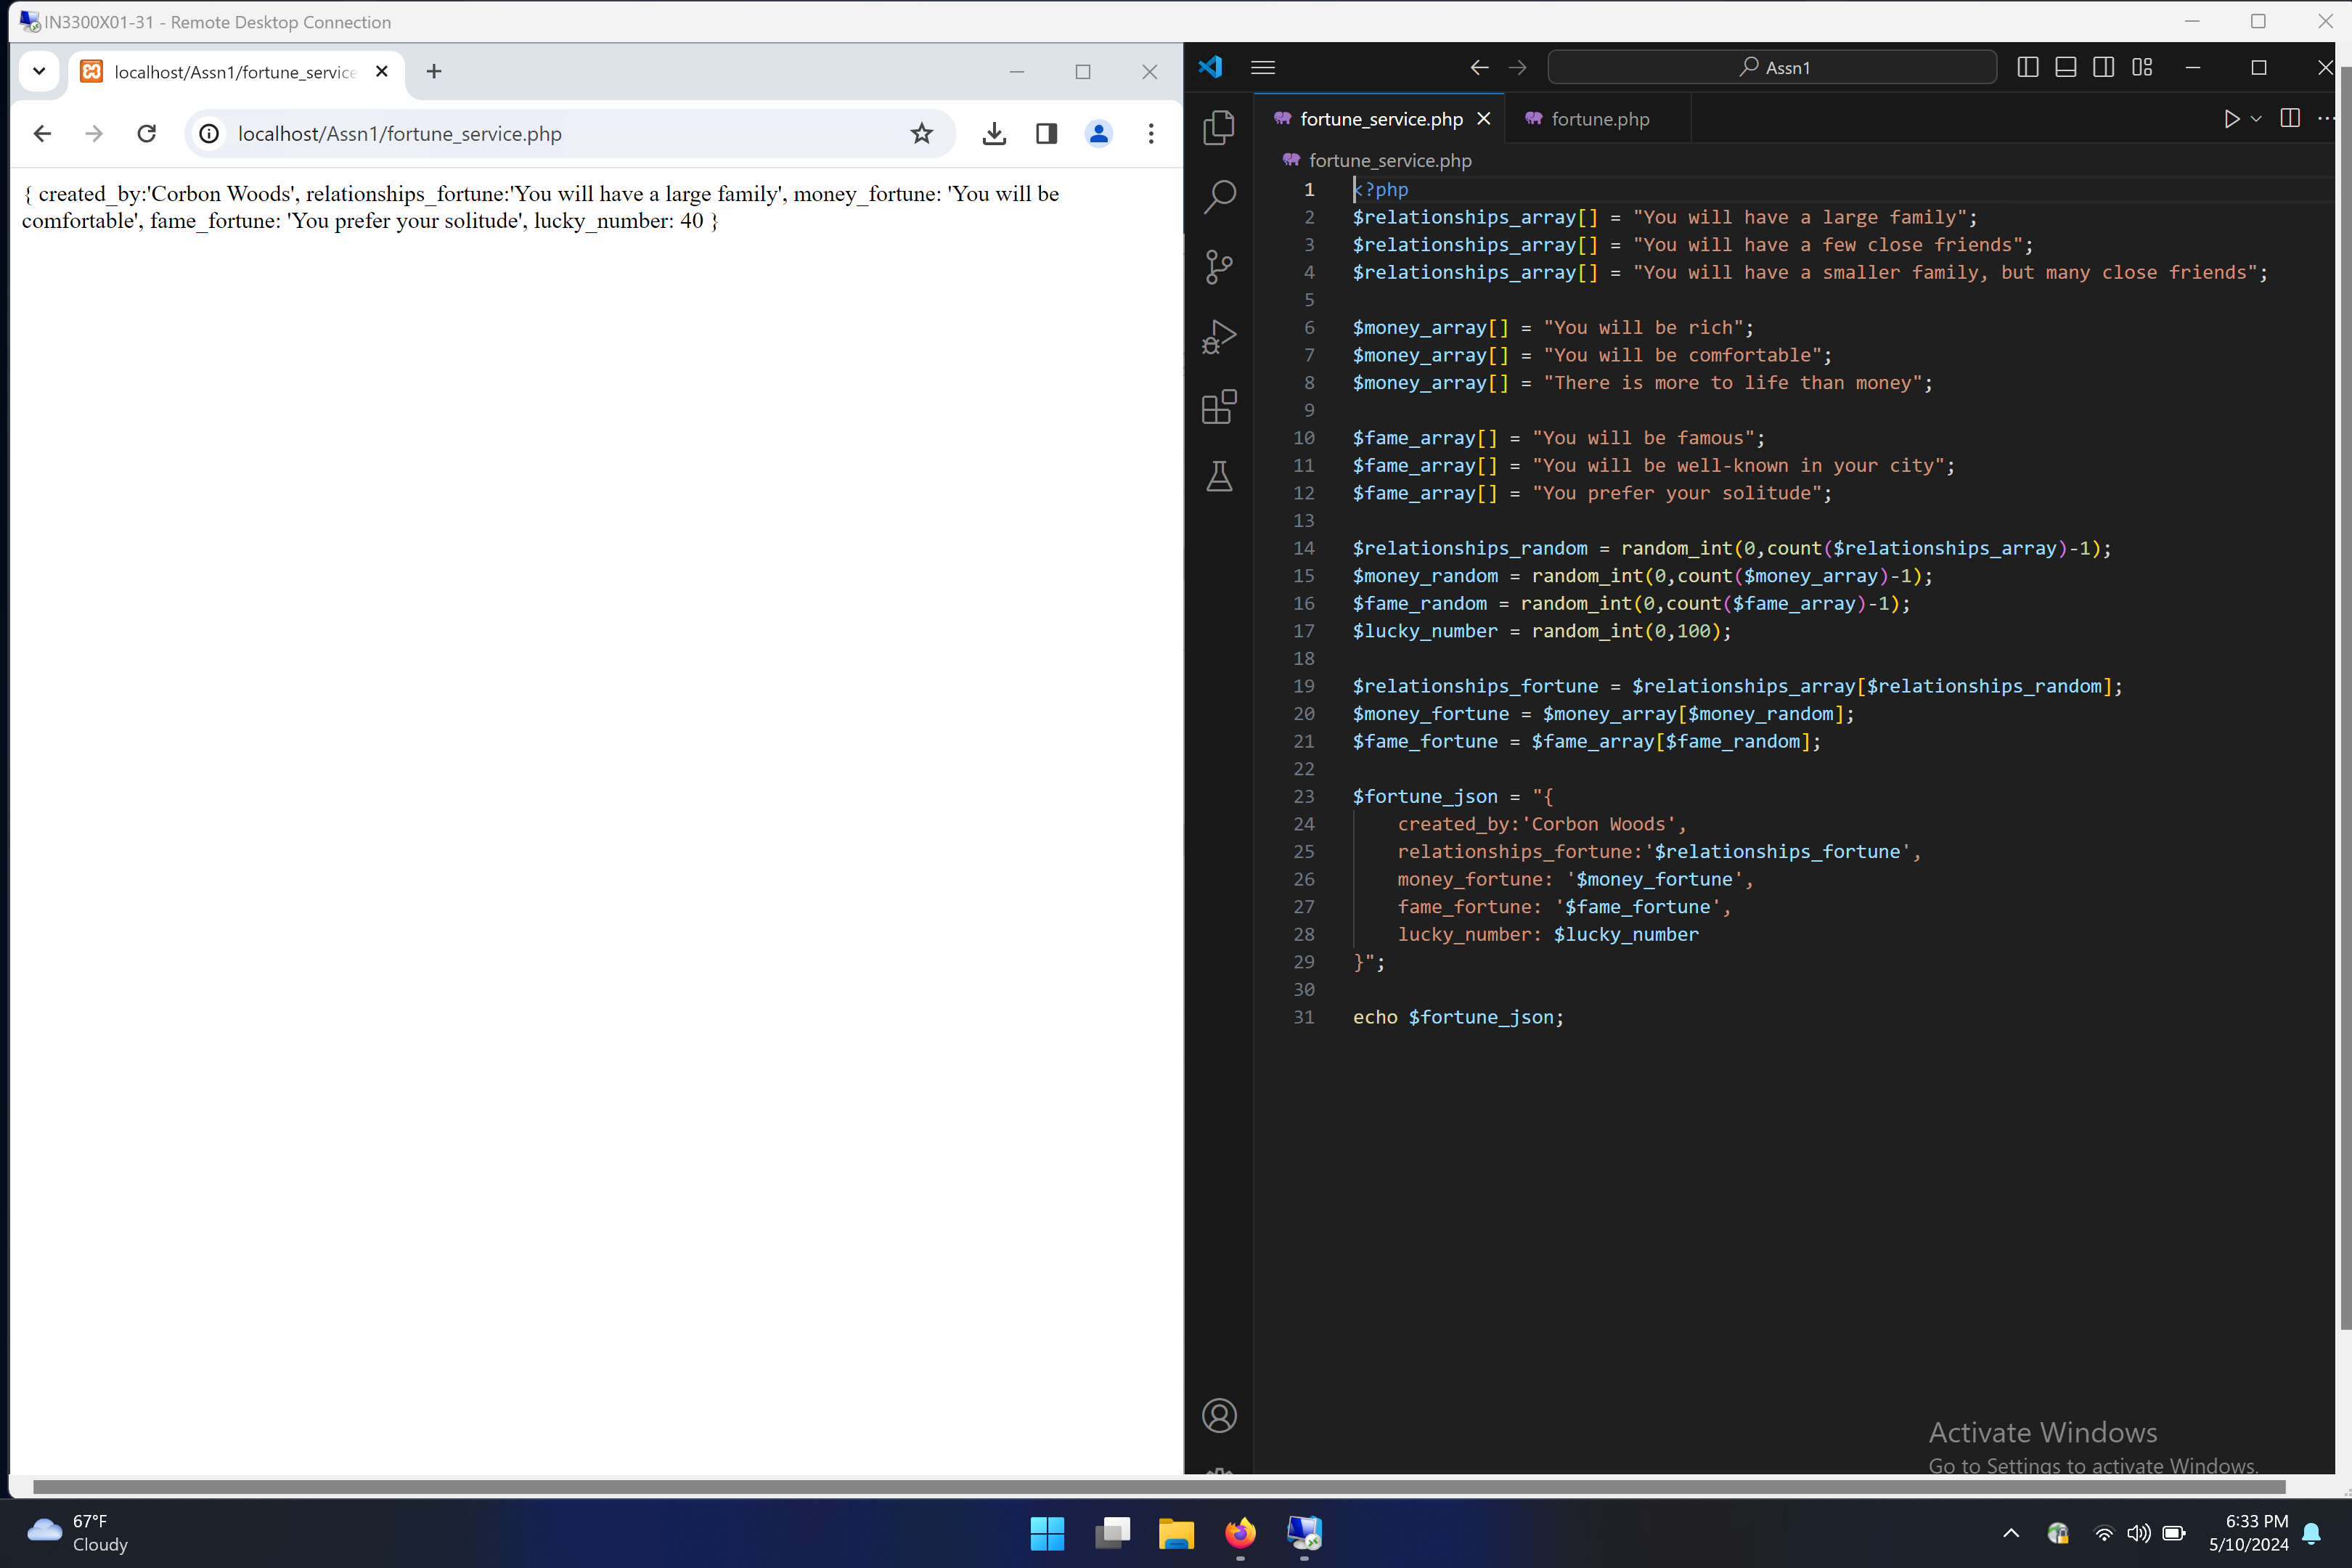 IN3300X01-31 - Remote Desktop Connection
localhost/Assn1/fortune_service
localhost/Assn1/fortune_service.php
{ created_by:'Corbon Woods', relationships_fortune:'You will have a large family', money_fortune: 'You will be
comfortable', fame_fortune: 'You prefer your solitude', lucky_number: 40 }
Assn1
fortune_service.php
fortune.php
fortune_service.php
1 <?php
2 $relationships_array[] = "You will have a large family";
3 $relationships_array[] = "You will have a few close friends";
4 $relationships_array[] = "You will have a smaller family, but many close friends";
5
6 $money_array[] = "You will be rich";
7 $money_array[] = "You will be comfortable";
8 $money_array[] = "There is more to life than money";
9
10 $fame_array[] = "You will be famous";
11 $fame_array[] = "You will be well-known in your city";
12 $fame_array[] = "You prefer your solitude";
13
14 $relationships_random = random_int(0,count($relationships_array)-1);
15 $money_random = random_int(0,count($money_array)-1);
16 $fame_random = random_int(0,count($fame_array)-1);
17 $lucky_number = random_int(0,100);
18
19 $relationships_fortune = $relationships_array[$relationships_random];
20 $money_fortune = $money_array[$money_random];
21 $fame_fortune = $fame_array[$fame_random];
22
23 $fortune_json = "{
24 created_by:'Corbon Woods',
25 relationships_fortune:'$relationships_fortune',
26 money_fortune: '$money_fortune',
27 fame_fortune: '$fame_fortune',
28 lucky_number: $lucky_number
29 }";
30
31 echo $fortune_json;
Activate Windows
Go to Settings to activate Windows.
67°F
Cloudy
6:33 PM
5/10/2024